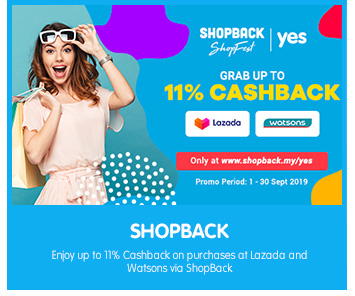 SHOPBACK
ShopFest
yes
GRAB UP TO
11% CASHBACK
Lazada
watsons
Only at www.shopback.my/yes
Promo Period: 1 - 30 Sept 2019
SHOPBACK
Enjoy up to 11% Cashback on purchases at Lazada and
Watsons via ShopBack